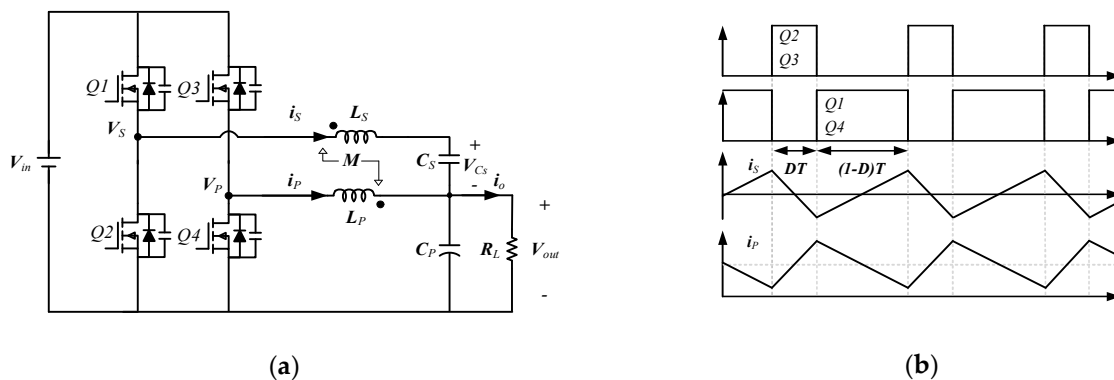 Q1
Q3
i_S
L_S
V_S
V_in
M
C_S
+
V_Cs
-
V_P
i_P
i_o
L_P
+
Q2
Q4
C_P
R_L
V_out
-
(a)
Q2
Q3
Q1
Q4
DT
(1-D)T
i_S
i_P
(b)